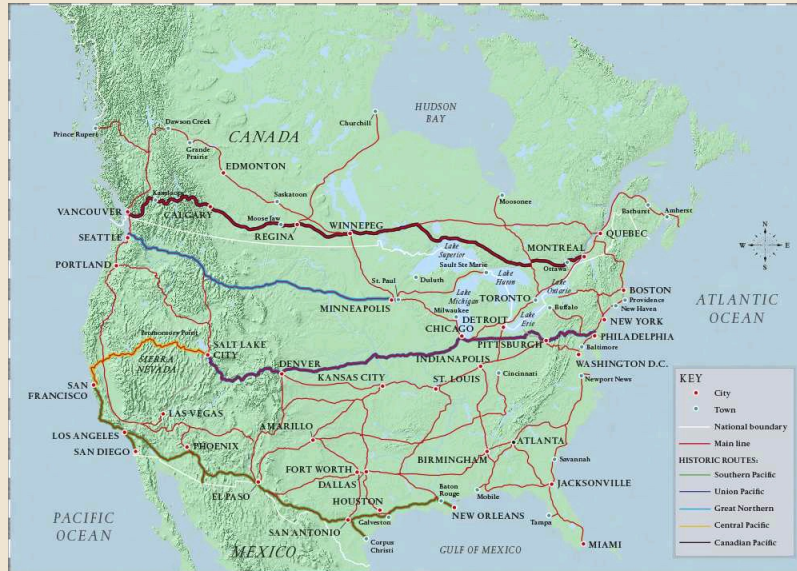 HUDSON
BAY
Churchill
Dawson Creek
Prince Rupert
CANADA
Grande
Prairie
EDMONTON
Saskatoon
Kamloops
Moosonee
VANCOUVER
CALGARY
Moose Jaw
REGINA
WINNIPEG
Bathurst
Amherst
QUEBEC
SEATTLE
MONTREAL
Ottawa
Lake
Superior
Sault Ste Marie
Lake
Huron
PORTLAND
St. Paul
Duluth
MINNEAPOLIS
Lake
Michigan
Milwaukee
TORONTO
Lake
Ontario
Buffalo
BOSTON
Providence
New Haven
ATLANTIC
OCEAN
N
W
E
S
DETROIT
Lake
Erie
CHICAGO
NEW YORK
PHILADELPHIA
PITTSBURGH
Baltimore
WASHINGTON D.C.
Promontory Point
SALT LAKE
CITY
SIERRA
NEVADA
DENVER
INDIANAPOLIS
KANSAS CITY
ST. LOUIS
Cincinnati
Newport News
SAN
FRANCISCO
LAS VEGAS
LOS ANGELES
SAN DIEGO
PHOENIX
AMARILLO
ATLANTA
BIRMINGHAM
Savannah
EL PASO
FORT WORTH
DALLAS
Baton
Rouge
Mobile
JACKSONVILLE
HOUSTON
Galveston
NEW ORLEANS
Tampa
SAN ANTONIO
Corpus
Christi
MIAMI
PACIFIC
OCEAN
MEXICO
GULF OF MEXICO
KEY
City
Town
National boundary
Main line
HISTORIC ROUTES:
Southern Pacific
Union Pacific
Great Northern
Central Pacific
Canadian Pacific